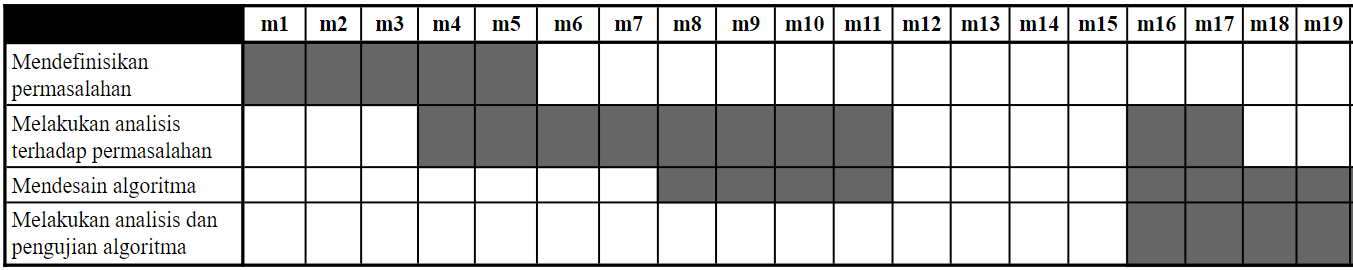 m1 m2 m3 m4 m5 m6 m7 m8 m9 m10 m11 m12 m13 m14 m15 m16 m17 m18 m19
Mendefinisikan
permasalahan
Melakukan analisis
terhadap permasalahan
Mendesain algoritma
Melakukan analisis dan
pengujian algoritma